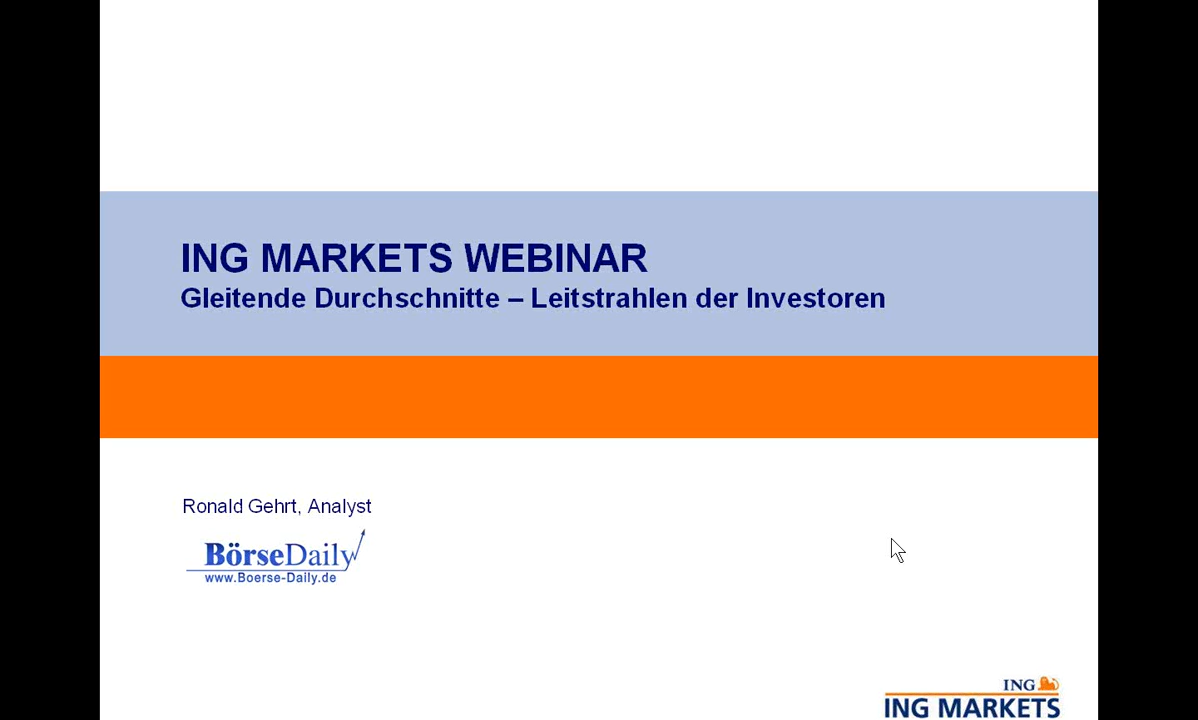 ING MARKETS WEBINAR
Gleitende Durchschnitte – Leitstrahlen der Investoren
Ronald Gehrt, Analyst
BörseDaily
www.Boerse-Daily.de
ING
ING MARKETS